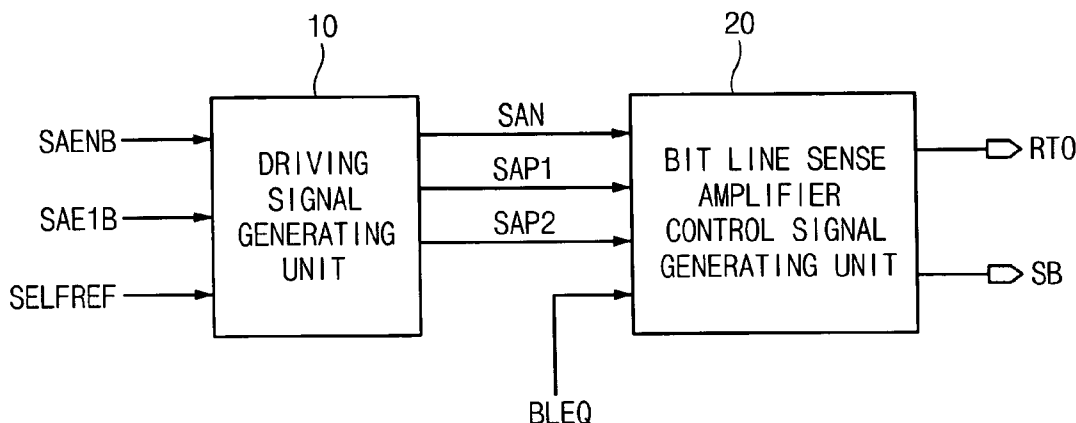 10
20
SAENB
SAE1B
SELFREF
DRIVING
SIGNAL
GENERATING
UNIT
SAN
SAP1
SAP2
BLEQ
BIT LINE SENSE
AMPLIFIER
CONTROL SIGNAL
GENERATING UNIT
RTO
SB